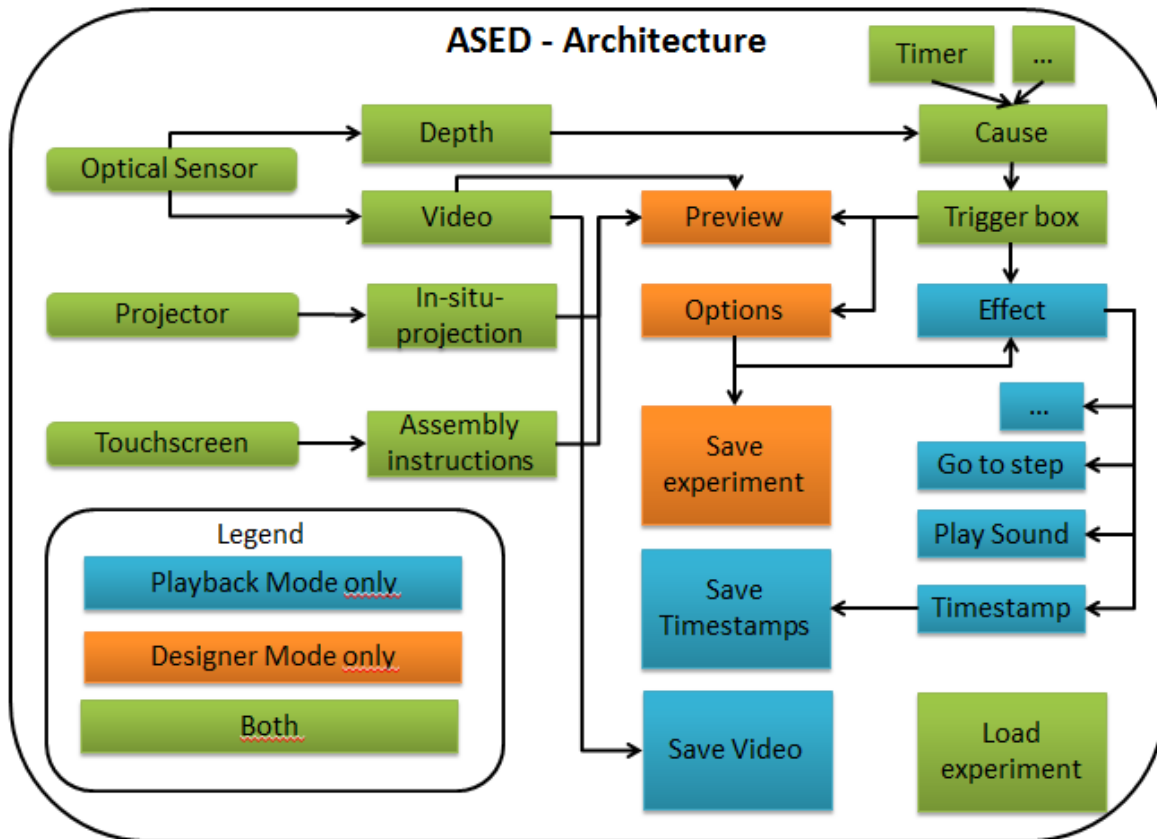 ASED - Architecture
Timer
...
Optical Sensor
Depth
Cause
Video
Preview
Trigger box
Projector
In-situ-
projection
Options
Effect
...
Touchscreen
Assembly
instructions
Save
experiment
Go to step
Play Sound
Legend
Playback Mode only
Designer Mode only
Both
Save
Timestamps
Timestamp
Save Video
Load
experiment